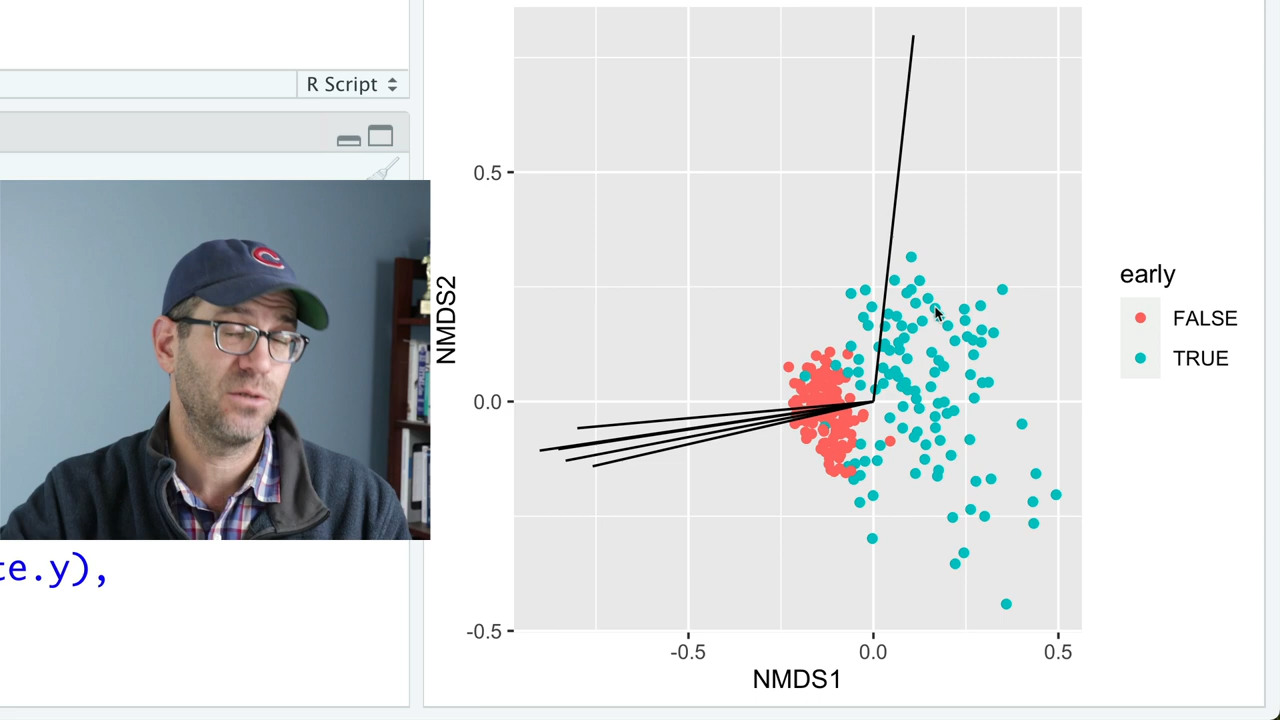 R Script
0.5
0.0
-0.5
NMDS2
-0.5
0.0
0.5
NMDS1
early
FALSE
TRUE
C
te.y),